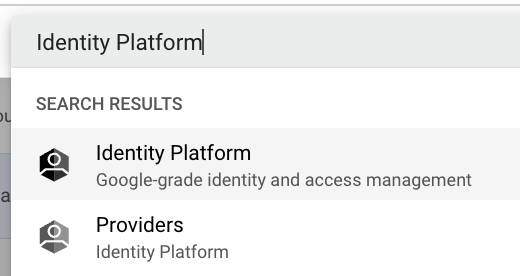 Identity Platform
SEARCH RESULTS
Identity Platform
Google-grade identity and access management
Providers
Identity Platform